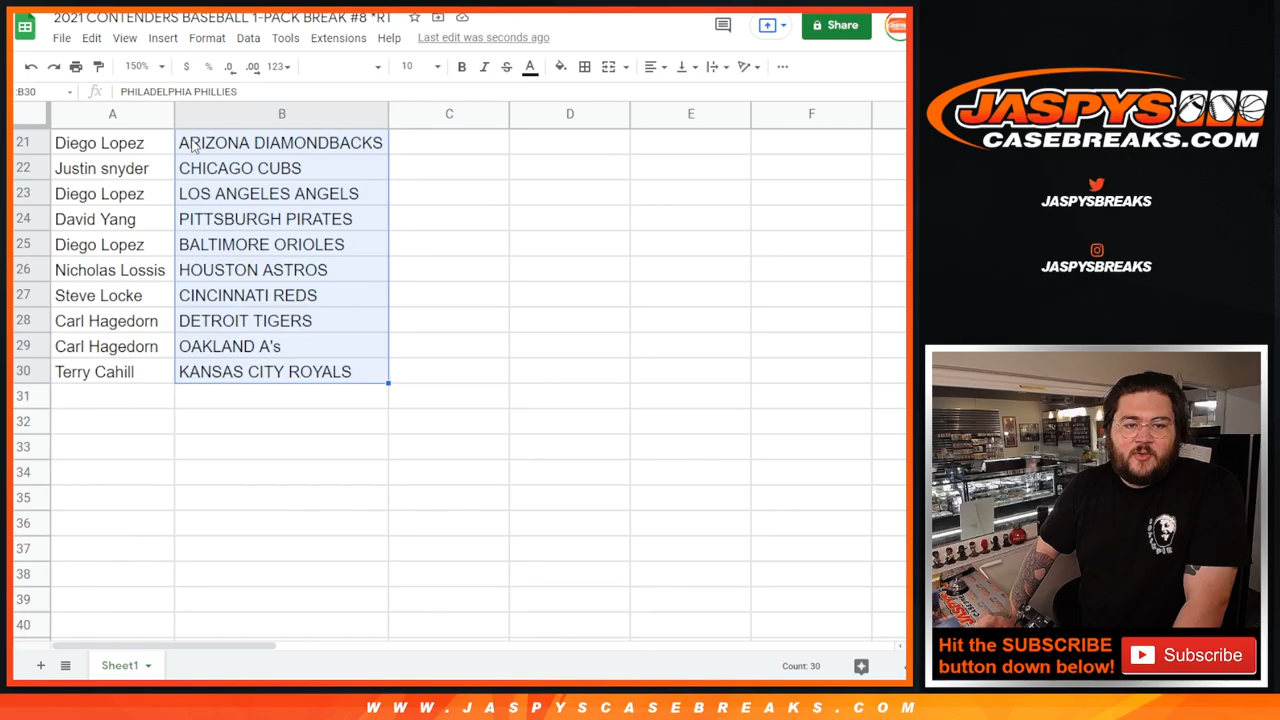 2021 CONTENDERS BASEBALL 1-PACK BREAK #8 *RT
File Edit View Insert Format Data Tools Extensions Help Last edit was seconds ago
Share
150% $ % .0 .00 123 10 B I S A
:B30 fx PHILADELPHIA PHILLIES
A B C D E F
21 Diego Lopez ARIZONA DIAMONDBACKS
22 Justin snyder CHICAGO CUBS
23 Diego Lopez LOS ANGELES ANGELS
24 David Yang PITTSBURGH PIRATES
25 Diego Lopez BALTIMORE ORIOLES
26 Nicholas Lossis HOUSTON ASTROS
27 Steve Locke CINCINNATI REDS
28 Carl Hagedorn DETROIT TIGERS
29 Carl Hagedorn OAKLAND A's
30 Terry Cahill KANSAS CITY ROYALS
31
32
33
34
35
36
37
38
39
40
Sheet1
Count: 30
JASPYS
CASEBREAKS.COM
JASPYSBREAKS
JASPYSBREAKS
Hit the SUBSCRIBE
button down below!
Subscribe
WWW.JASPYSCASEBREAKS.COM